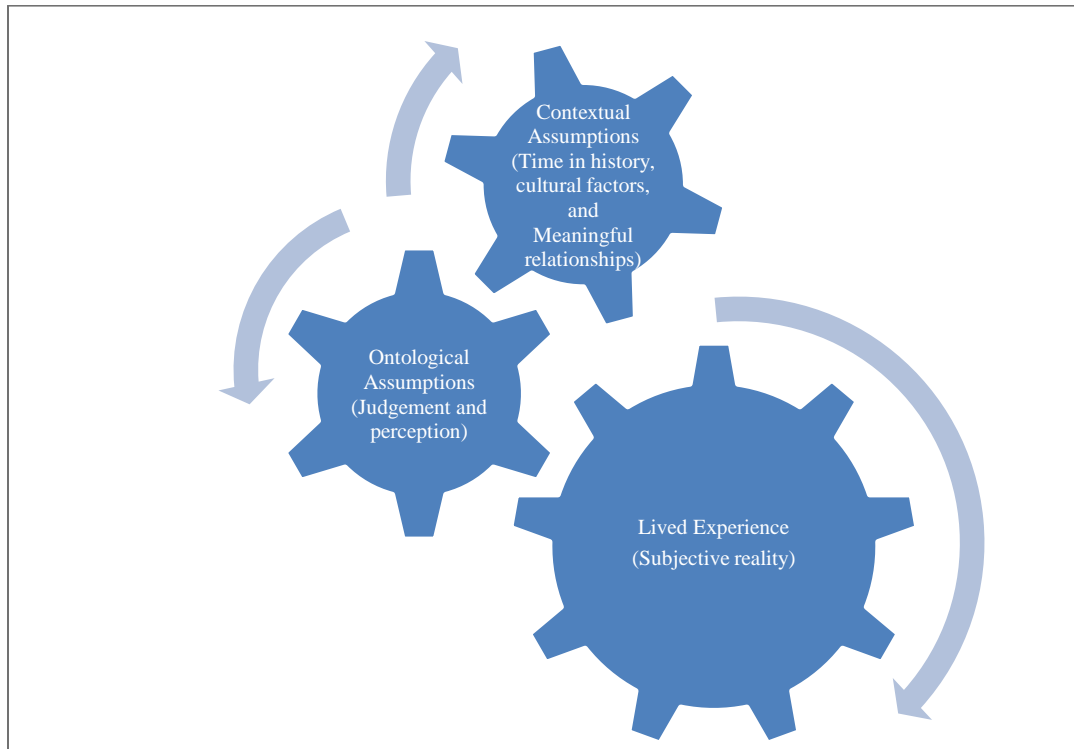 Contextual
Assumptions
(Time in history,
cultural factors,
and
Meaningful
relationships)
Ontological
Assumptions
(Judgement and
perception)
Lived Experience
(Subjective reality)